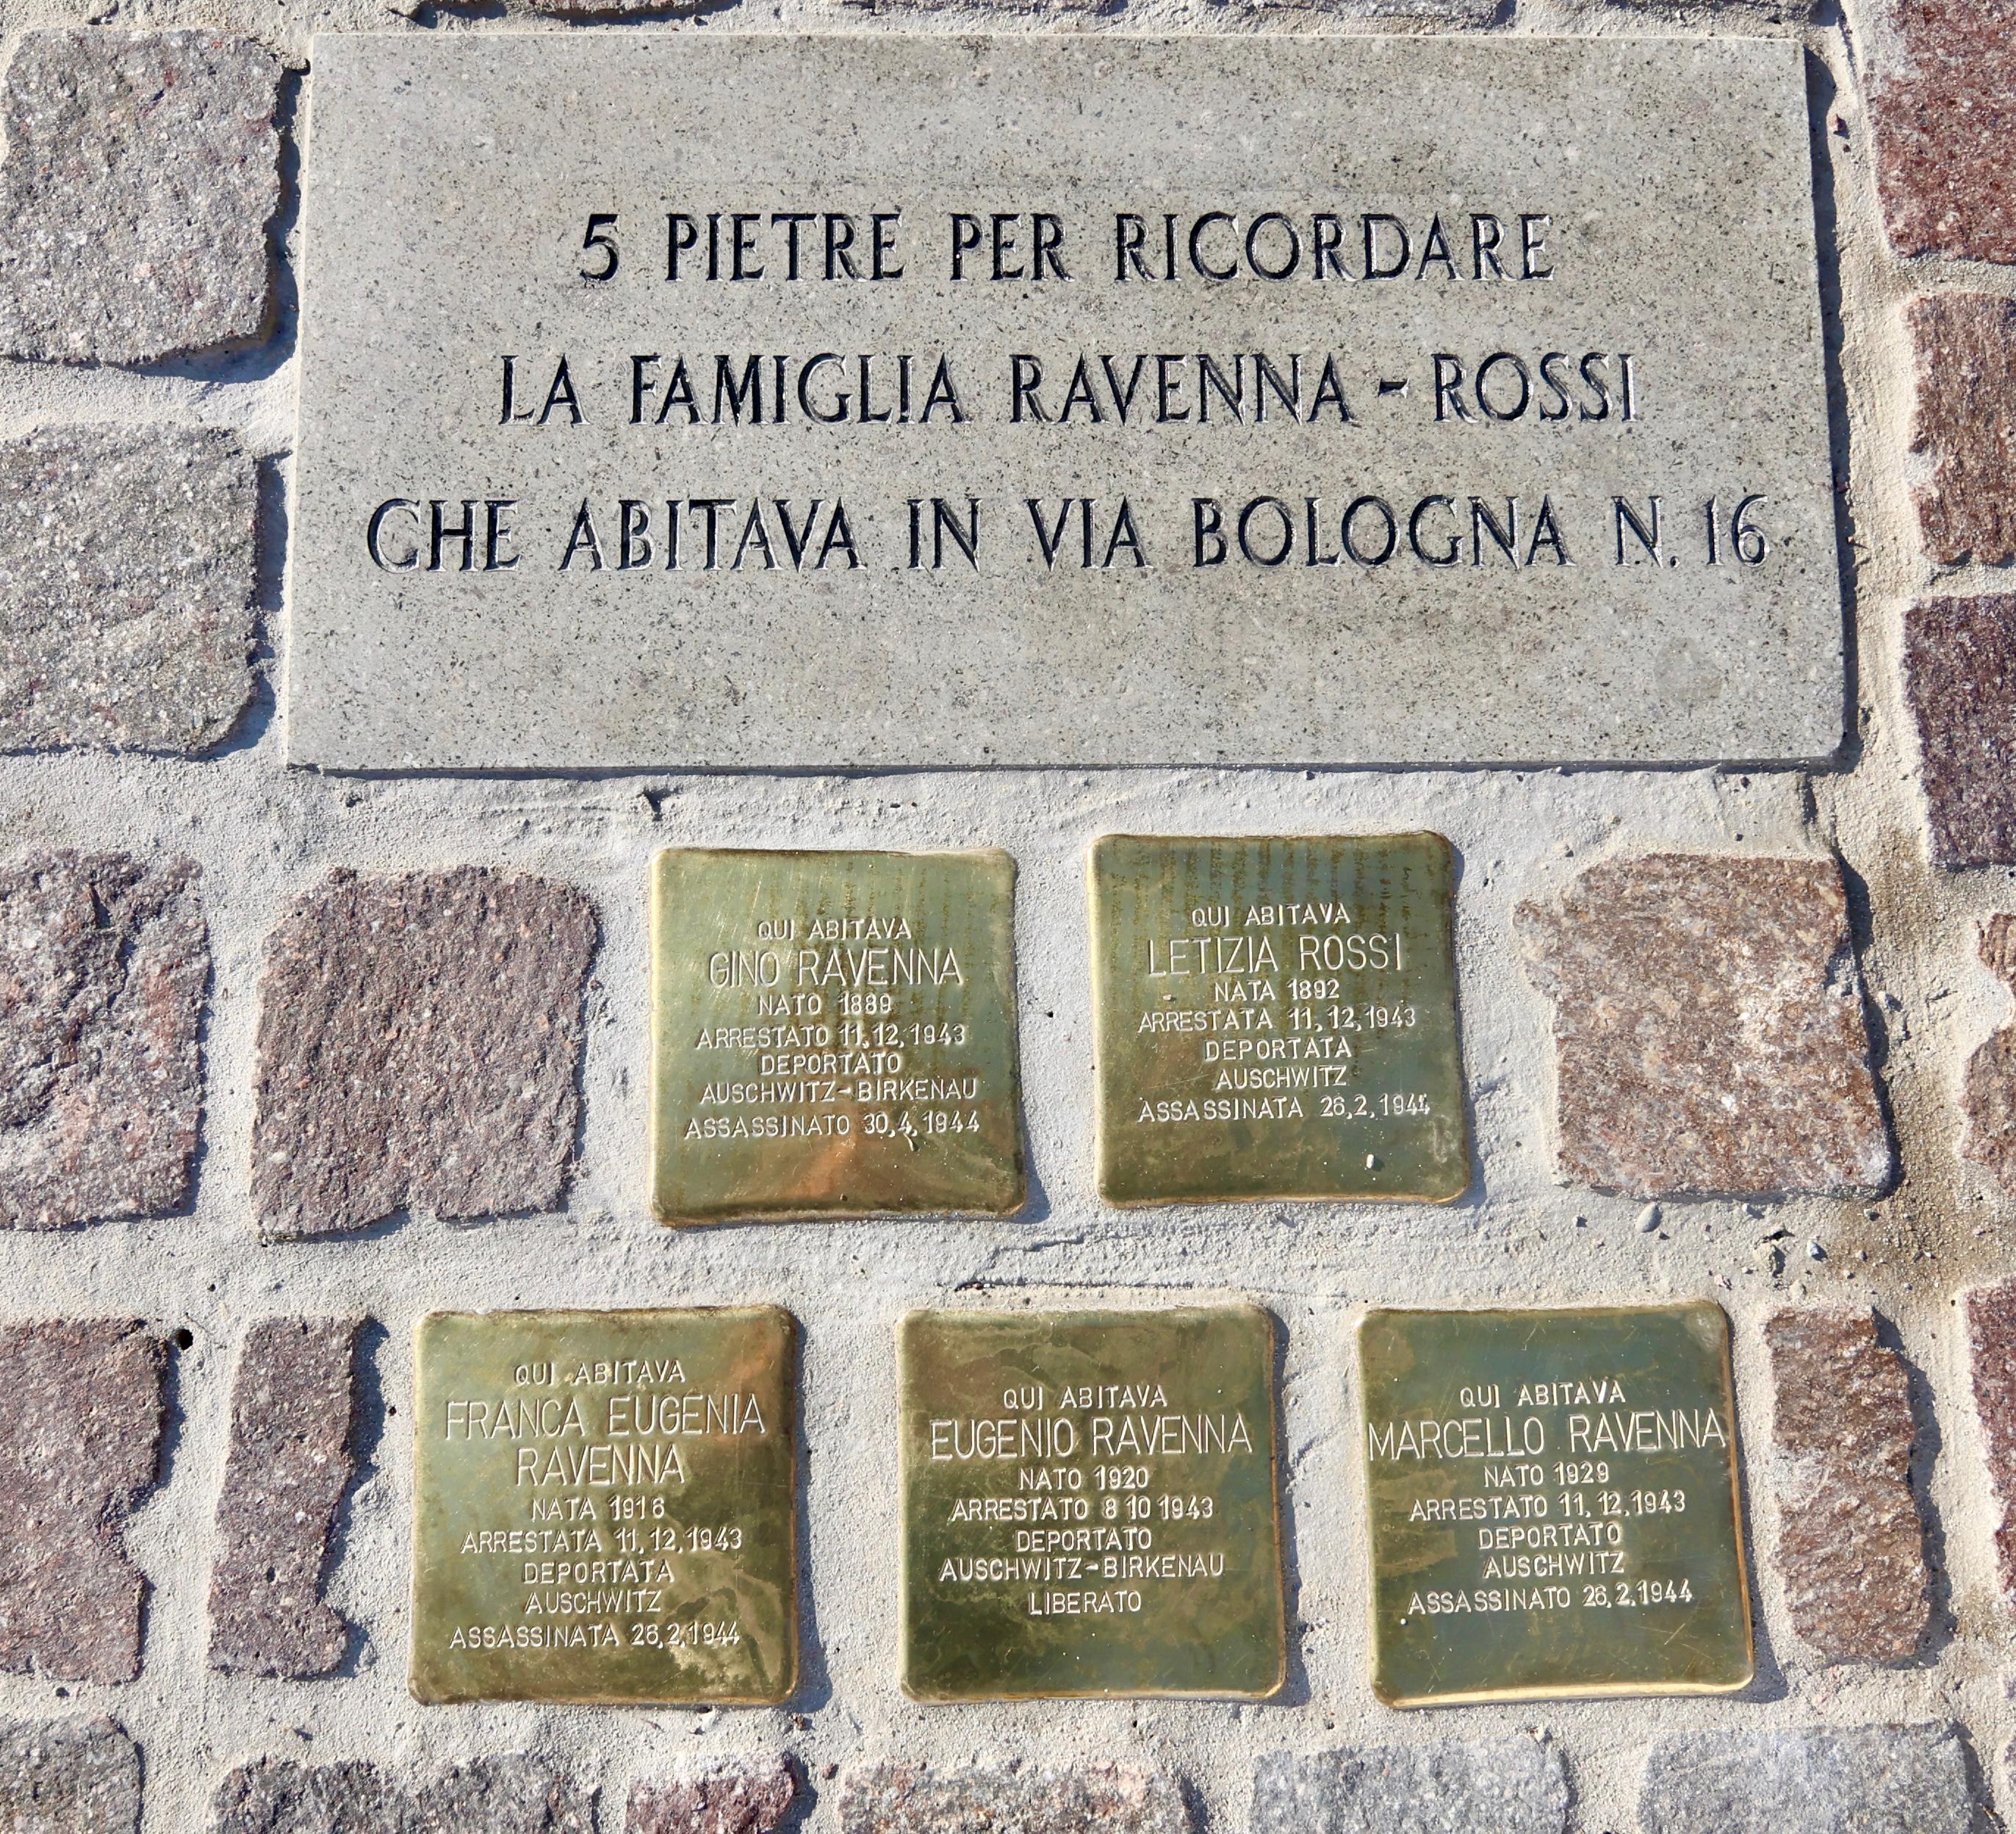 5 PIETRE PER RICORDARE
LA FAMIGLIA RAVENNA-ROSSI
CHE ABITAVA IN VIA BOLOGNA N. 16
QUI ABITAVA
GINO RAVENNA
NATO 1889
ARRESTATO 11.12.1943
DEPORTATO
AUSCHWITZ-BIRKENAU
ASSASSINATO 30.4.1944
QUI ABITAVA
LETIZIA ROSSI
NATA 1892
ARRESTATA 11.12.1943
DEPORTATA
AUSCHWITZ
ASSASSINATA 26.2.1944
QUI ABITAVA
FRANCA EUGENIA
RAVENNA
NATA 1916
ARRESTATA 11.12.1943
DEPORTATA
AUSCHWITZ
ASSASSINATA 26.2.1944
QUI ABITAVA
EUGENIO RAVENNA
NATO 1920
ARRESTATO 8 10 1943
DEPORTATO
AUSCHWITZ-BIRKENAU
LIBERATO
QUI ABITAVA
MARCELLO RAVENNA
NATO 1929
ARRESTATO 11.12.1943
DEPORTATO
AUSCHWITZ
ASSASSINATO 26.2.1944